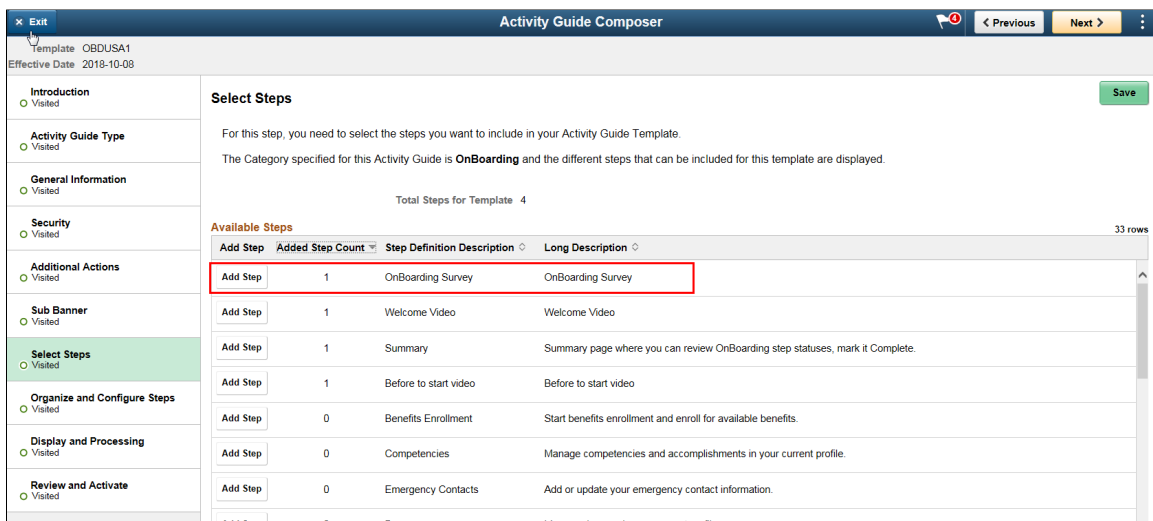 × Exit
Activity Guide Composer
4
Previous
Next
Template OBDUSA1
Effective Date 2018-10-08
Introduction
Visited
Activity Guide Type
Visited
General Information
Visited
Security
Visited
Additional Actions
Visited
Sub Banner
Visited
Select Steps
Visited
Organize and Configure Steps
Visited
Display and Processing
Visited
Review and Activate
Visited
Select Steps
Save
For this step, you need to select the steps you want to include in your Activity Guide Template.
The Category specified for this Activity Guide is OnBoarding and the different steps that can be included for this template are displayed.
Total Steps for Template 4
Available Steps
33 rows
Add Step Added Step Count Step Definition Description Long Description
Add Step 1 OnBoarding Survey OnBoarding Survey
Add Step 1 Welcome Video Welcome Video
Add Step 1 Summary Summary page where you can review OnBoarding step statuses, mark it Complete.
Add Step 1 Before to start video Before to start video
Add Step 0 Benefits Enrollment Start benefits enrollment and enroll for available benefits.
Add Step 0 Competencies Manage competencies and accomplishments in your current profile.
Add Step 0 Emergency Contacts Add or update your emergency contact information.